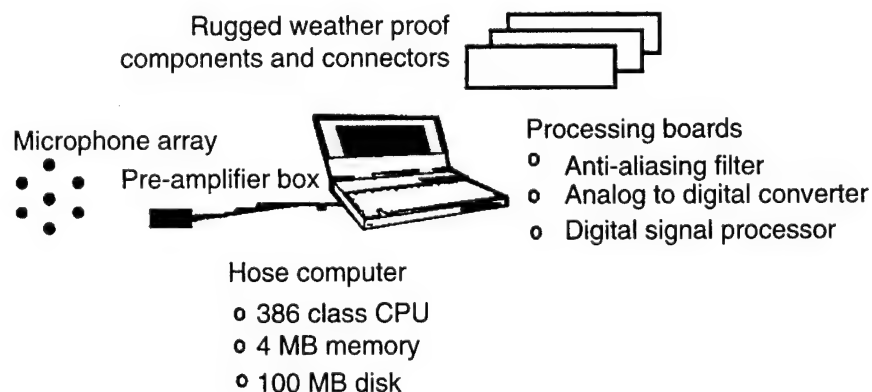 Rugged weather proof
components and connectors
Microphone array
Pre-amplifier box
Processing boards
o Anti-aliasing filter
o Analog to digital converter
o Digital signal processor
Hose computer
o 386 class CPU
o 4 MB memory
o 100 MB disk